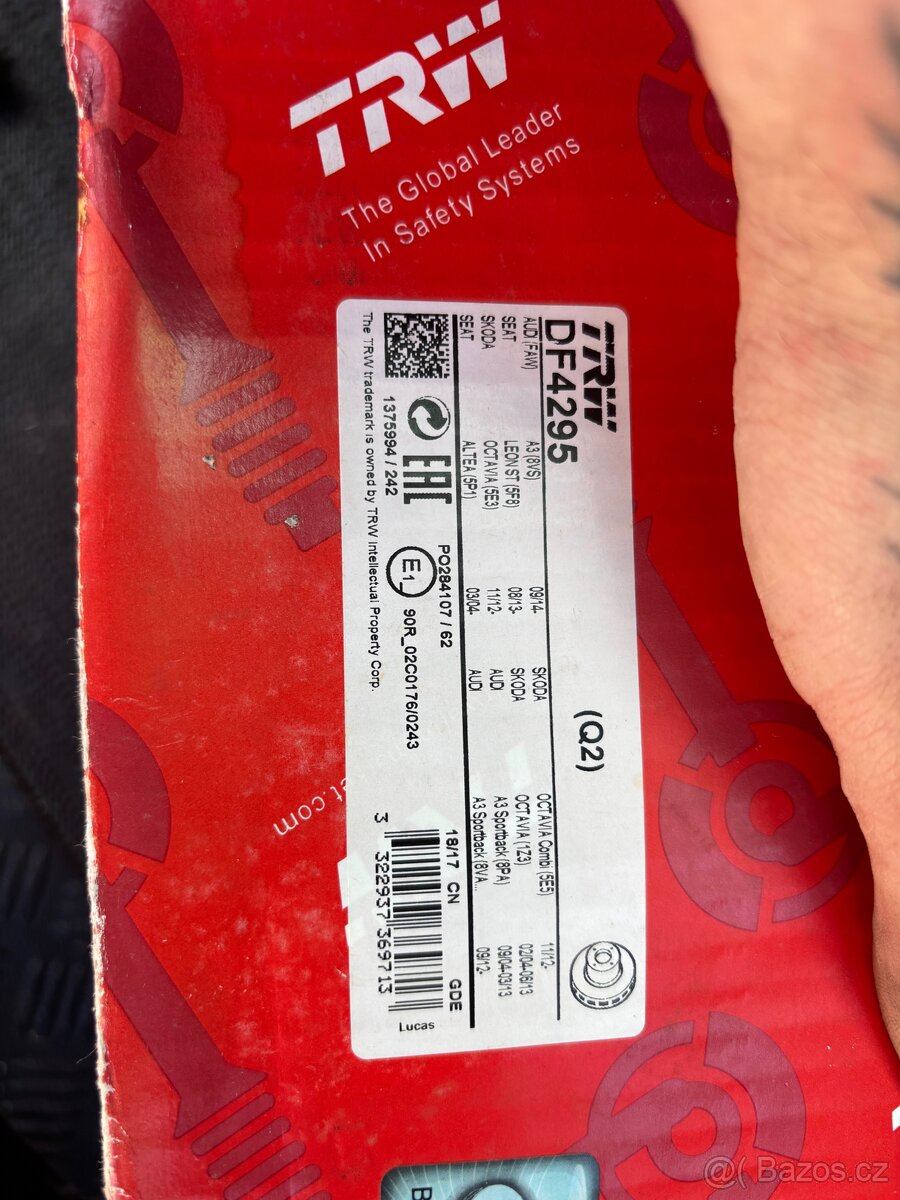 TRW
The Global Leader
In Safety Systems
TRW
DF4295
(Q2)
AUDI (FAW) A3 (8VS) 09/14- SKODA OCTAVIA Combi (5E5) 11/12-
SEAT LEON ST (5F8) 08/13- SKODA OCTAVIA (1Z3) 02/04-06/13
SKODA OCTAVIA (5E3) 11/12- AUDI A3 Sportback (8PA) 09/04-03/13
SEAT ALTEA (5P1) 03/04- AUDI A3 Sportback (8VA... 09/12-
PO284107 / 62
18/17 CN GDE
EAC
E1
90R_02C0176/0243
1375994 / 242
3 322937 369713
Lucas
The TRW trademark is owned by TRW Intellectual Property Corp.
et.com
B
@( Bazos.cz